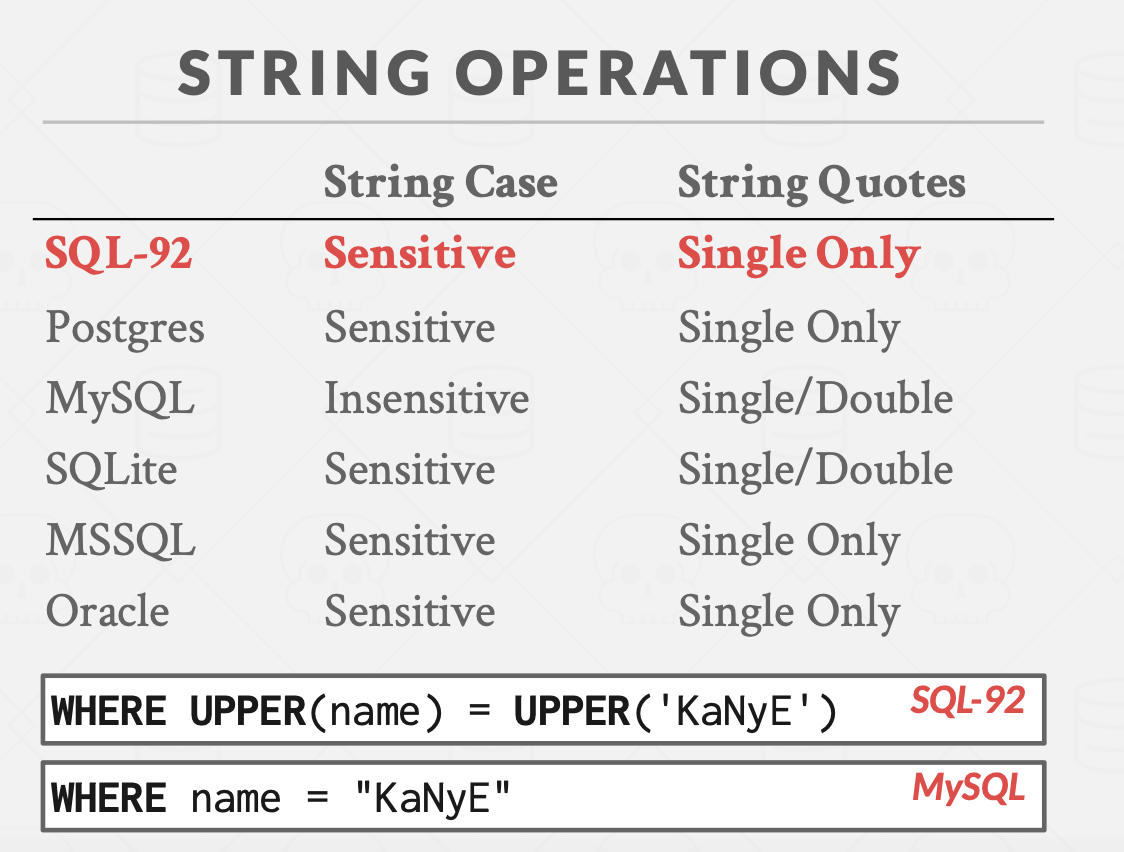 STRING OPERATIONS
String Case String Quotes
SQL-92 Sensitive Single Only
Postgres Sensitive Single Only
MySQL Insensitive Single/Double
SQLite Sensitive Single/Double
MSSQL Sensitive Single Only
Oracle Sensitive Single Only
WHERE UPPER(name) = UPPER('KaNyE') SQL-92
WHERE name = "KaNyE" MySQL